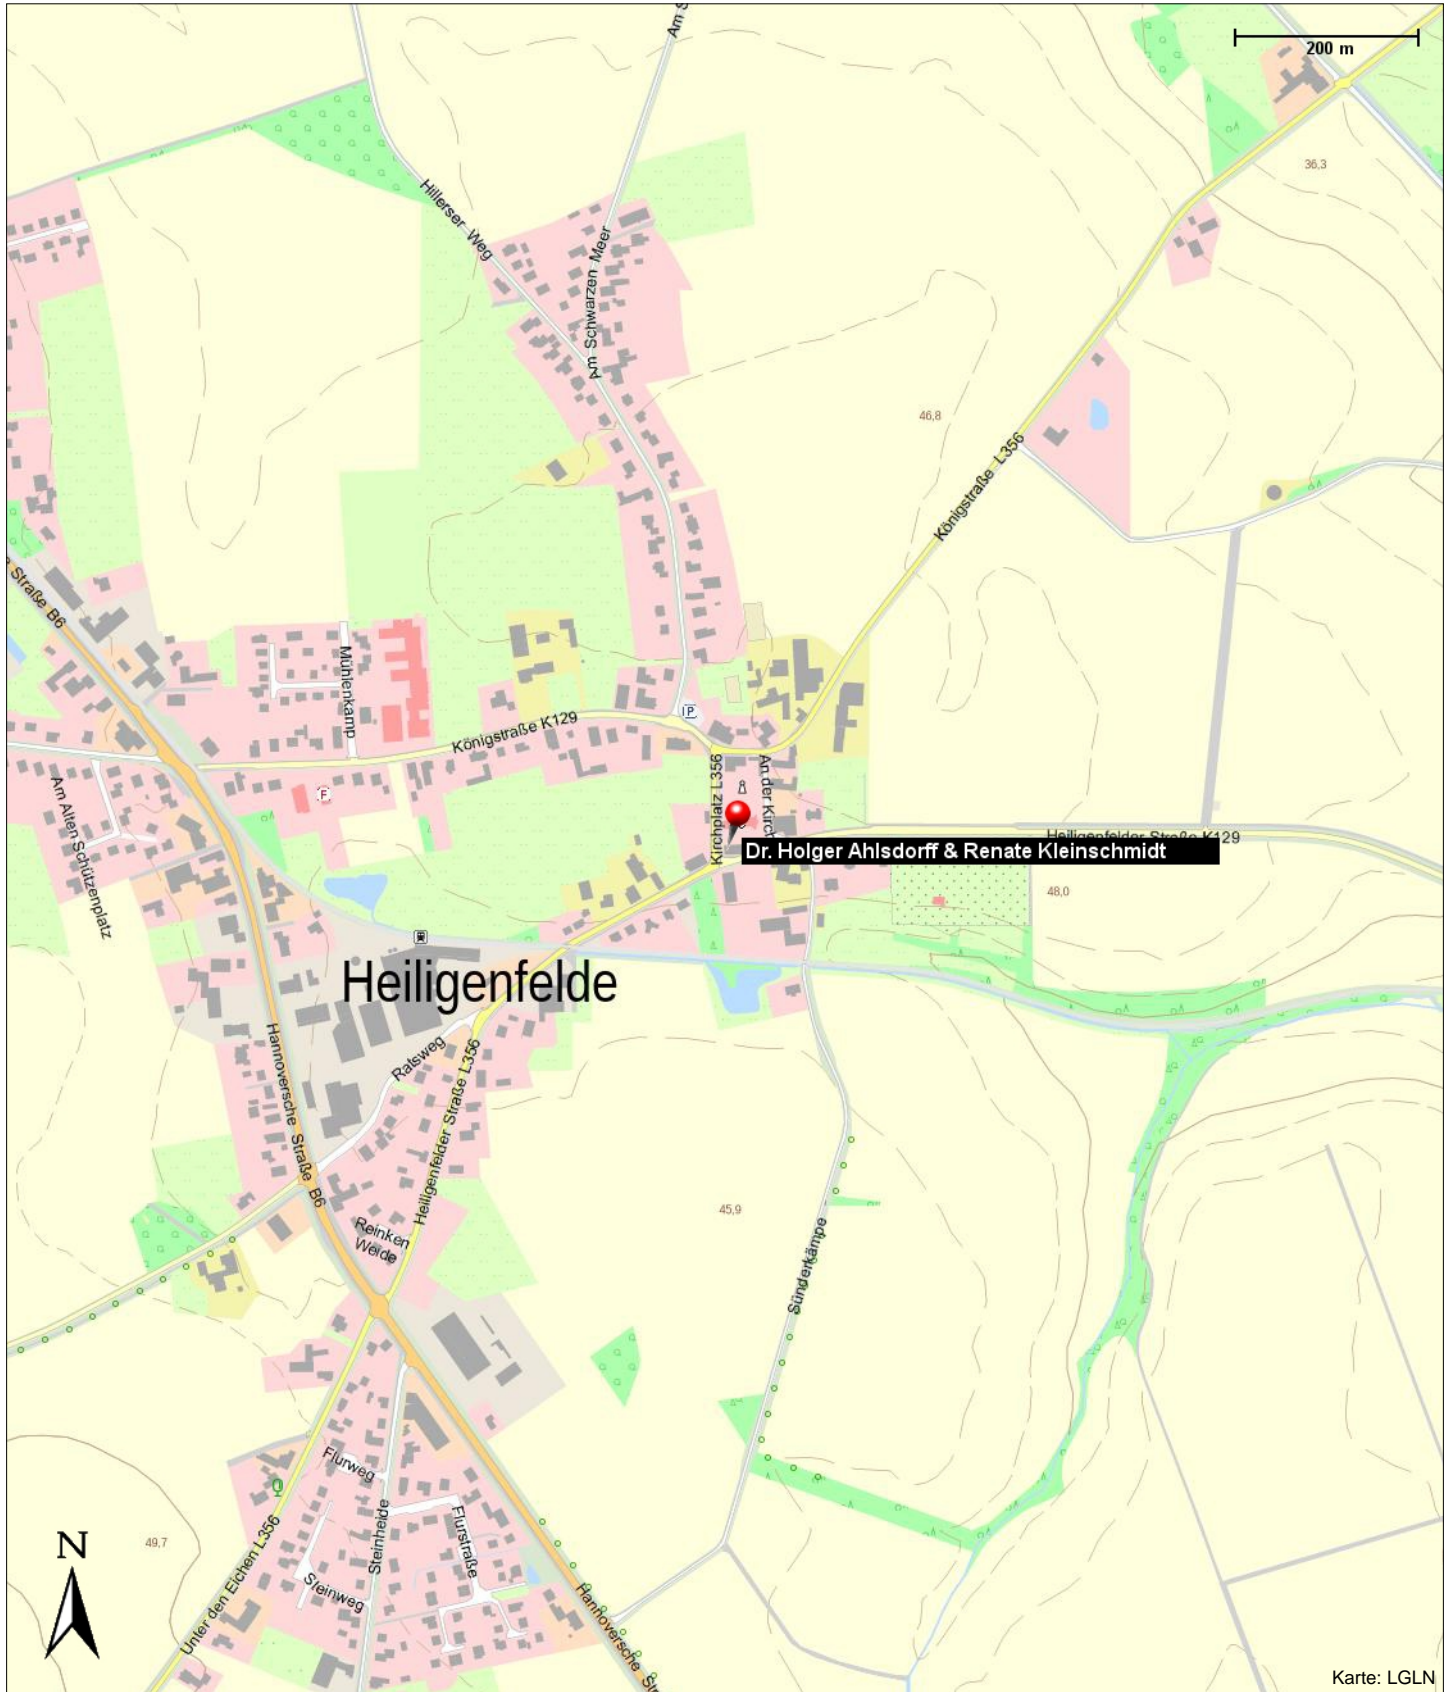 Am S
200 m
36,3
Hillerser Weg
Am Schwarzen Meer
46,8
Königstraße L356
Straße B6
Mühlenkamp
Königstraße K129
P
F
Am Alten Schützenplatz
Kirchplatz L356
An der Kirch
Heiligenfelder Straße K129
Dr. Holger Ahlsdorff & Renate Kleinschmidt
48,0
Heiligenfelde
Hannoversche Straße B6
Ratsweg
Heiligenfelder Straße L356
45,9
Reinken
Weide
Sünderkämpe
Flurweg
Flurstraße
Steinheide
Steinweg
Unter den Eichen L356
49,7
N
Hannoversche Str
Karte: LGLN